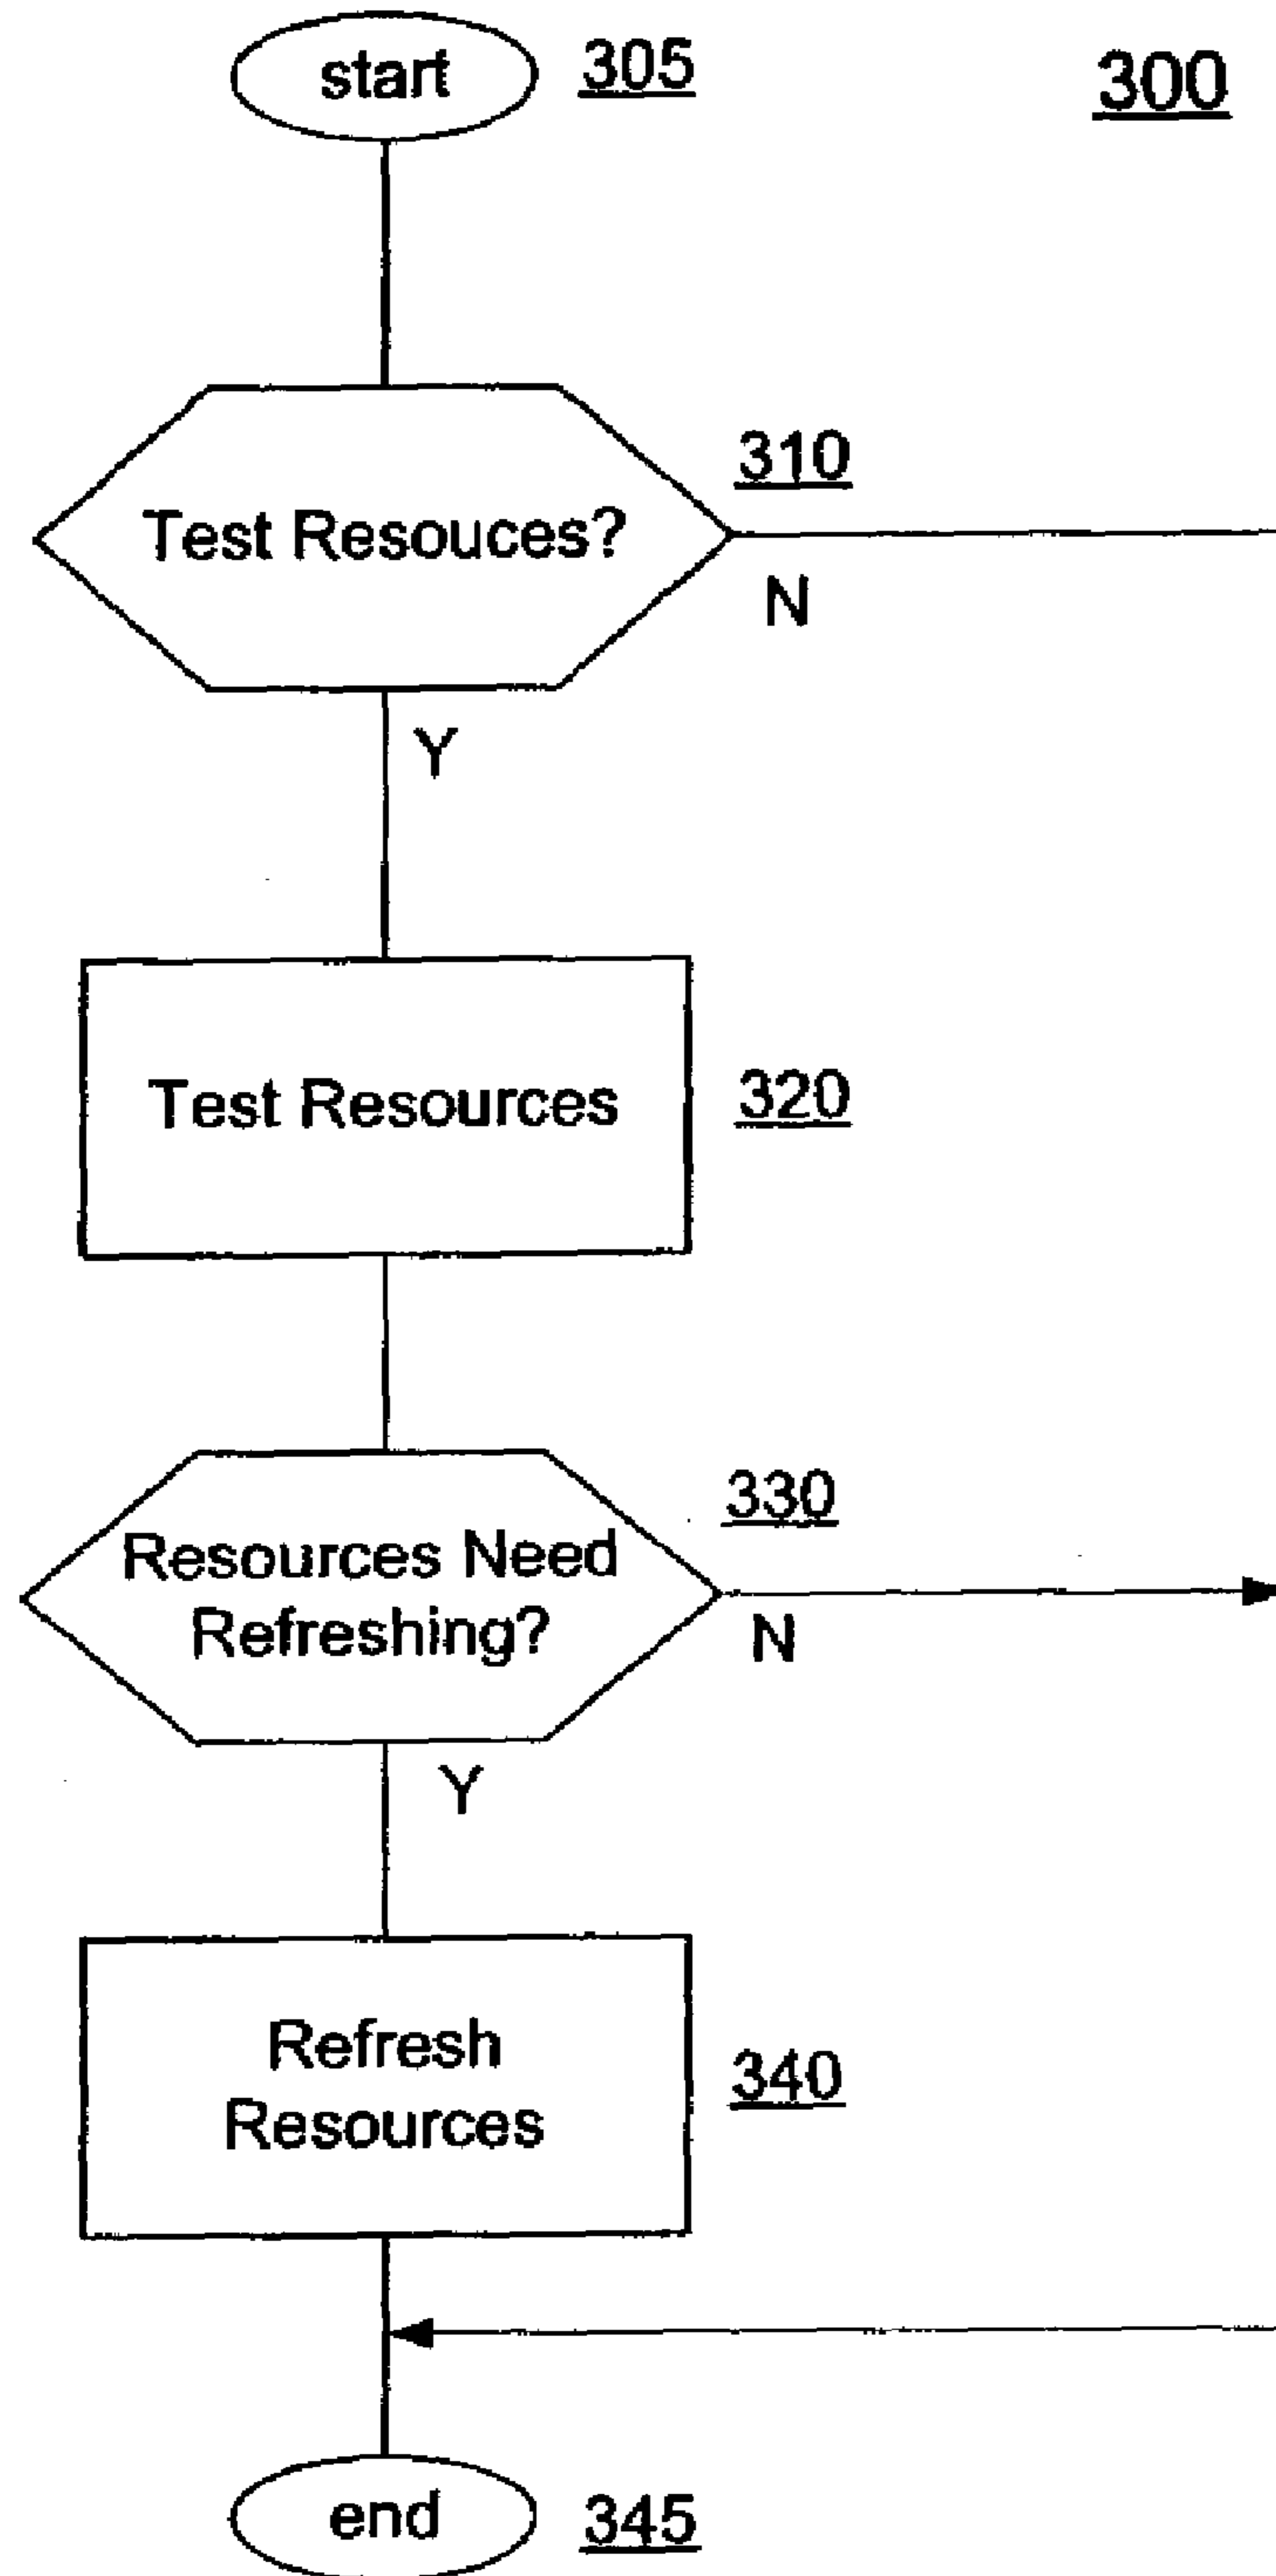 start 305
300
310
Test Resouces?
N
Y
Test Resources 320
330
Resources Need
Refreshing?
N
Y
Refresh
Resources
340
end 345